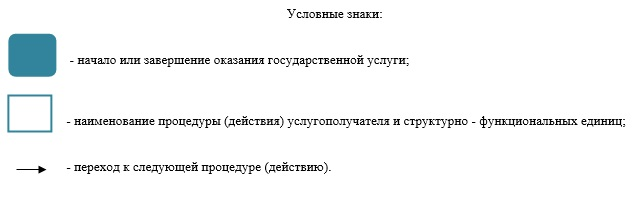 Условные знаки:
- начало или завершение оказания государственной услуги;
- наименование процедуры (действия) услугополучателя и структурно - функциональных единиц;
- переход к следующей процедуре (действию).